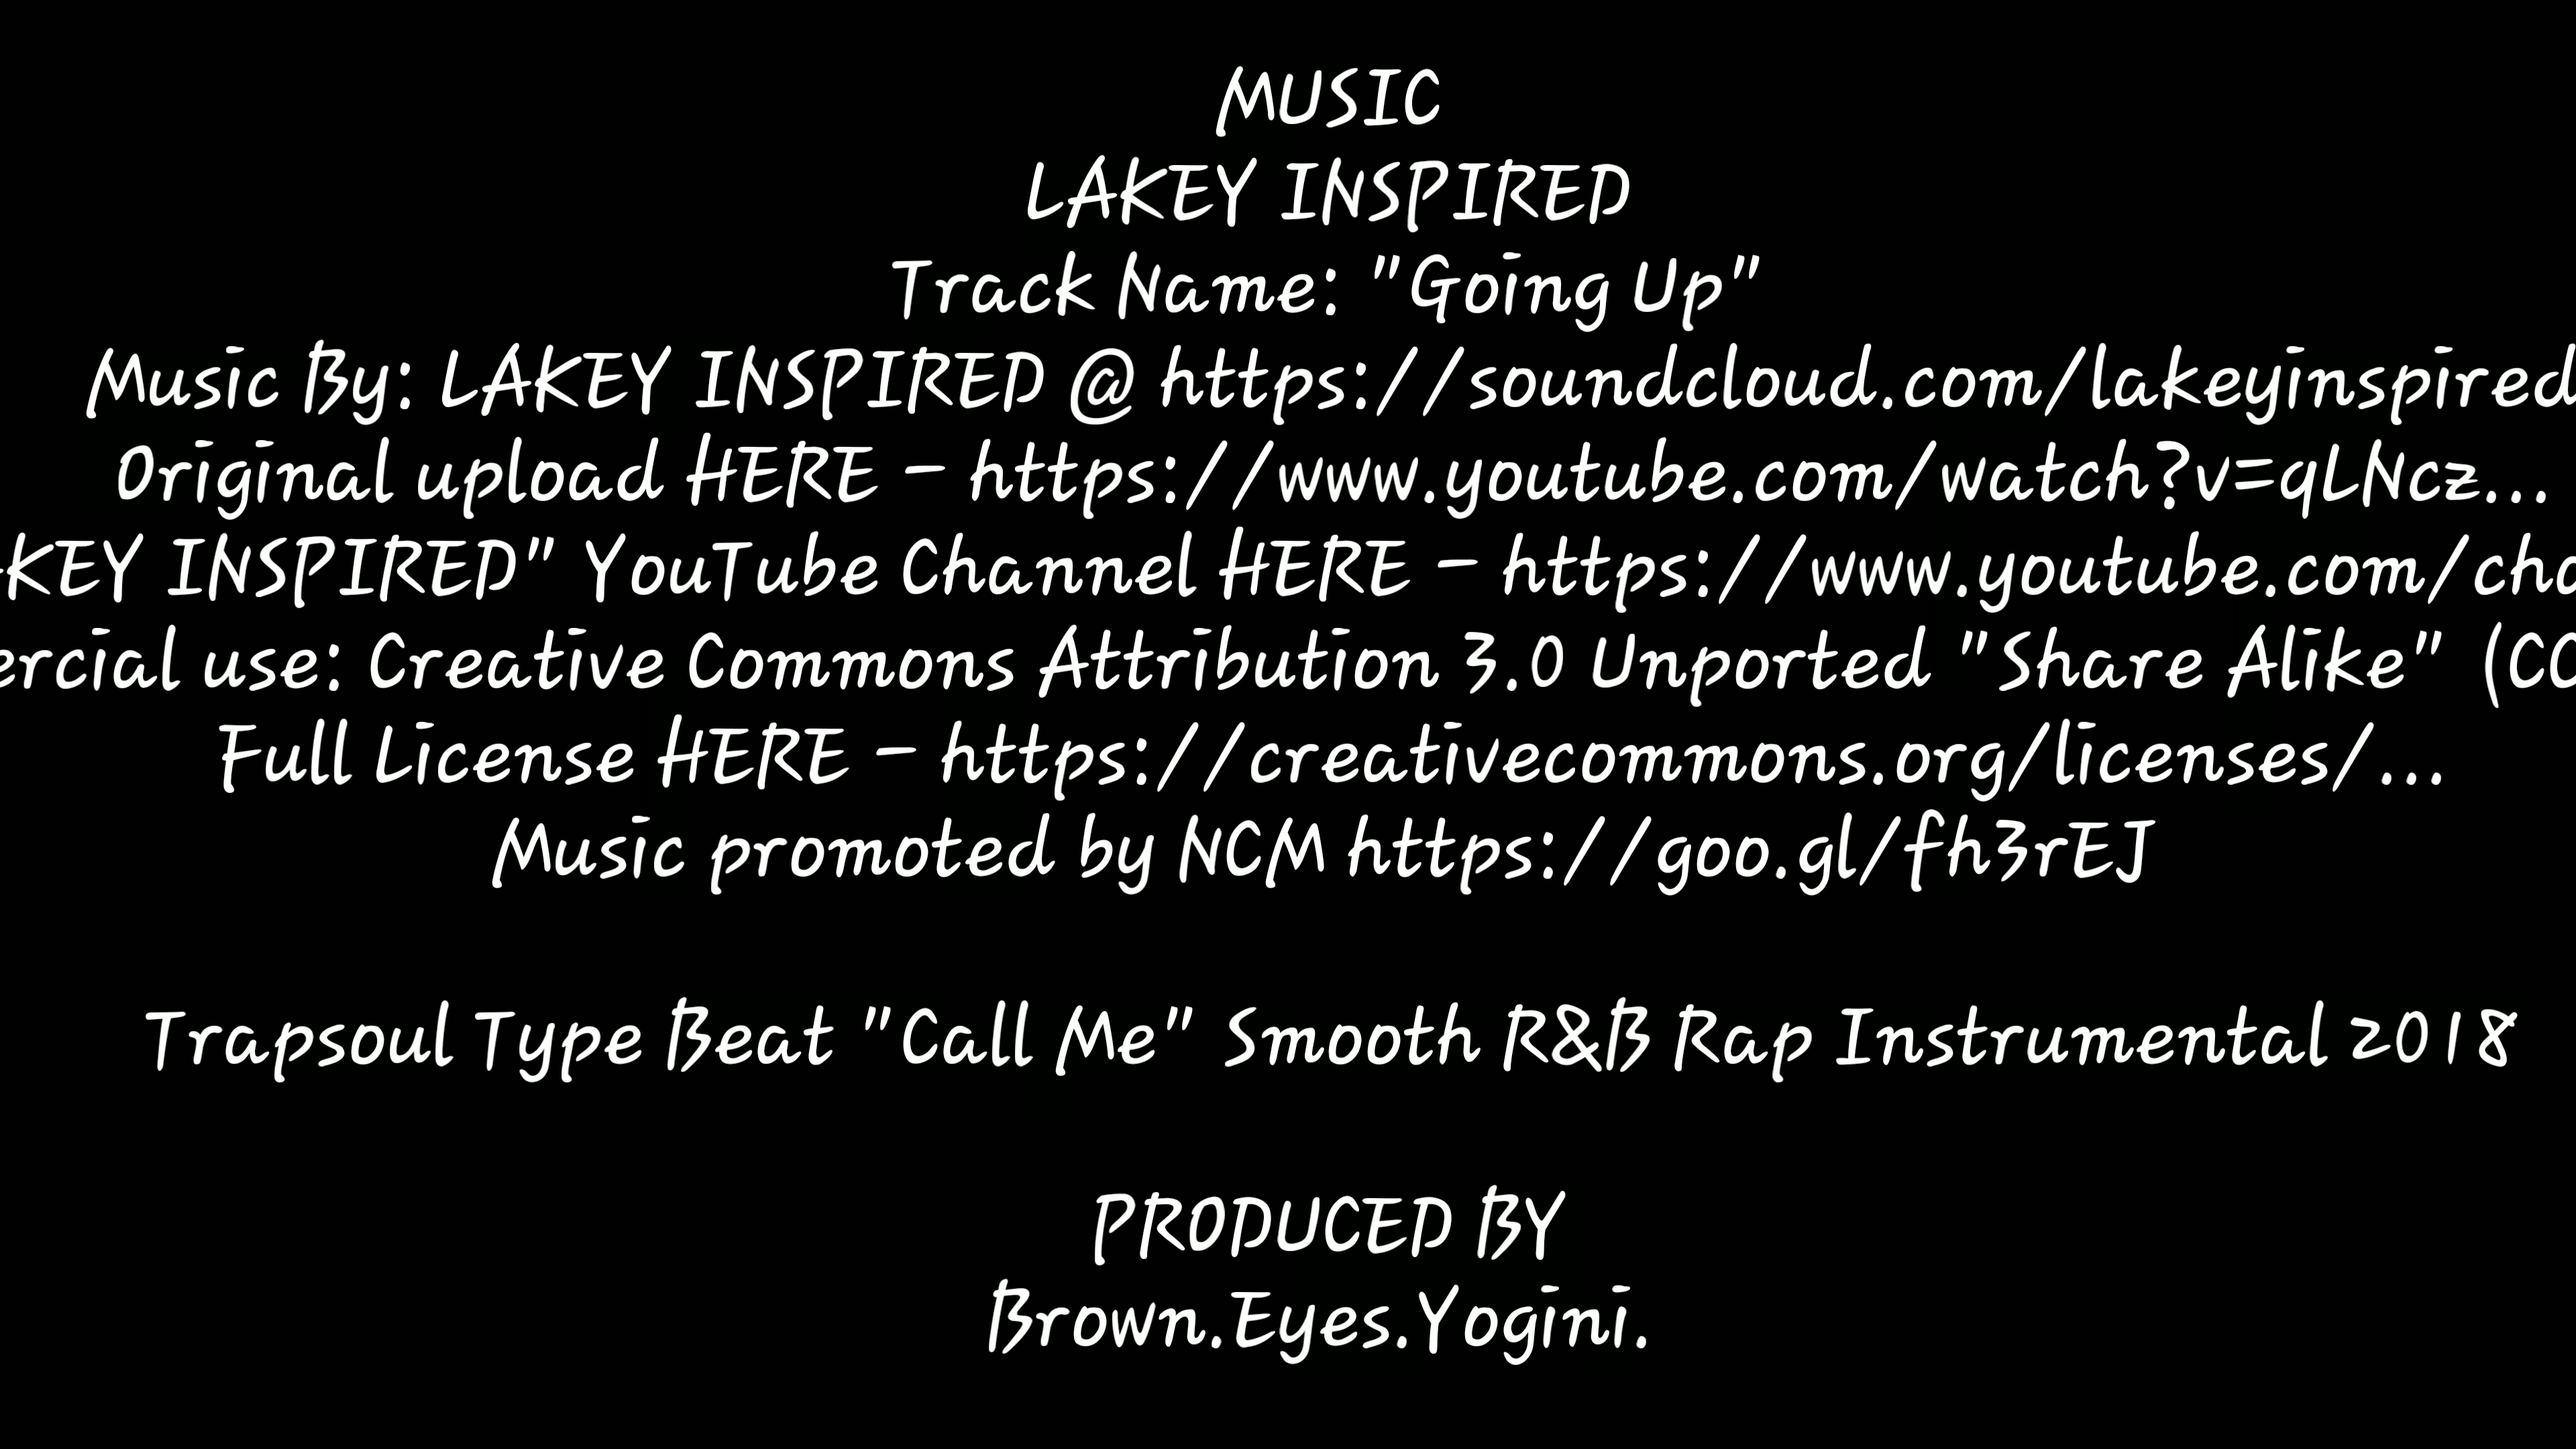 MUSIC
LAKEY INSPIRED
Track Name: "Going Up"
Music By: LAKEY INSPIRED @ https://soundcloud.com/lakeyinspired
Original upload HERE - https://www.youtube.com/watch?v=qLNcz...
KEY INSPIRED" YouTube Channel HERE - https://www.youtube.com/cha
ercial use: Creative Commons Attribution 3.0 Unported "Share Alike" (CC
Full License HERE - https://creativecommons.org/licenses/...
Music promoted by NCM https://goo.gl/fh3rEJ
Trapsoul Type Beat "Call Me" Smooth R&B Rap Instrumental 2018
PRODUCED BY
Brown.Eyes.Yogini.